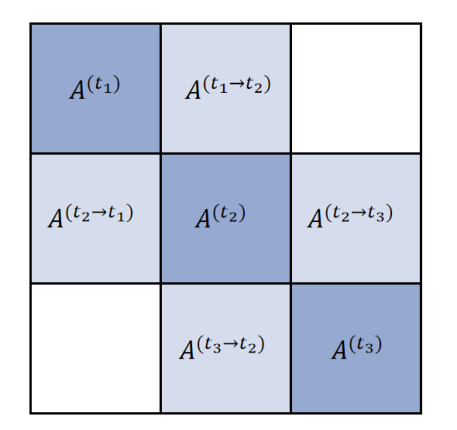 A^{(t_1)} A^{(t_1→t_2)}
A^{(t_2→t_1)} A^{(t_2)} A^{(t_2→t_3)}
A^{(t_3→t_2)} A^{(t_3)}